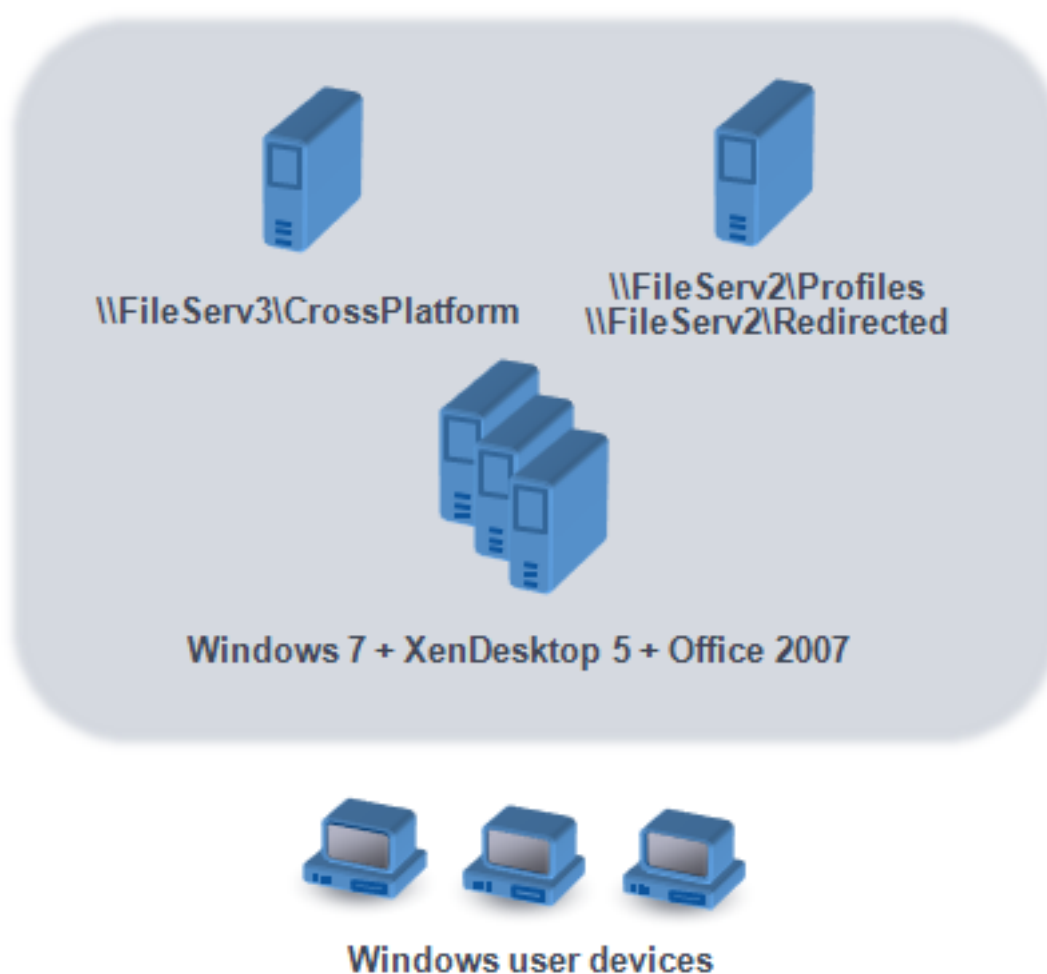 \\FileServ3\CrossPlatform
\\FileServ2\Profiles
\\FileServ2\Redirected
Windows 7 + XenDesktop 5 + Office 2007
Windows user devices